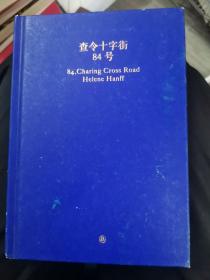 查令十字街
84号
84, Charing Cross Road
Helene Hanff